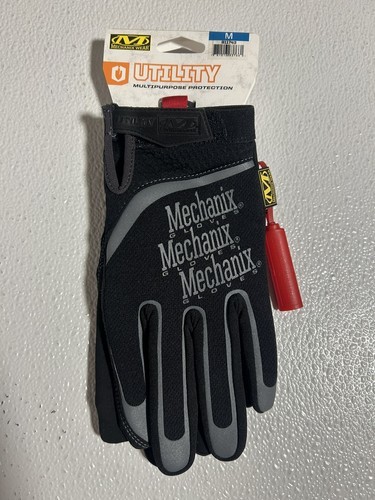 M
MECHANIX WEAR
M
UTILITY
MULTIPURPOSE PROTECTION
Mechanix
GLOVES®
Mechanix
GLOVES®
Mechanix
GLOVES®